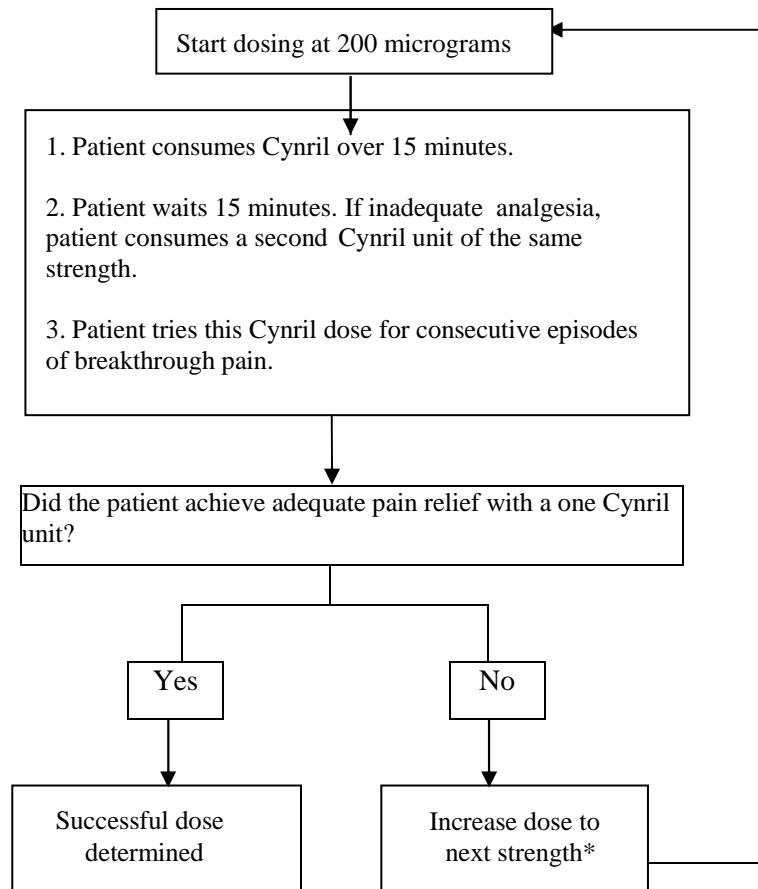 Start dosing at 200 micrograms
1. Patient consumes Cynril over 15 minutes.
2. Patient waits 15 minutes. If inadequate analgesia,
patient consumes a second Cynril unit of the same
strength.
3. Patient tries this Cynril dose for consecutive episodes
of breakthrough pain.
Did the patient achieve adequate pain relief with a one Cynril
unit?
Yes
No
Successful dose
determined
Increase dose to
next strength*